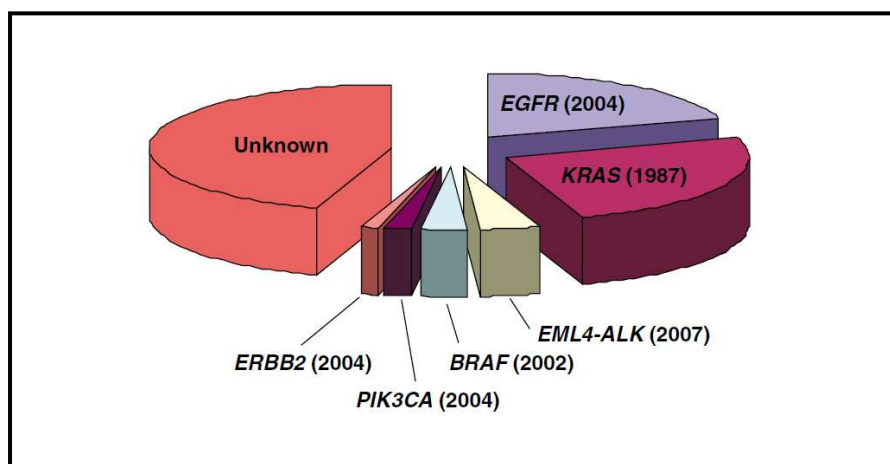 EGFR (2004)
Unknown
KRAS (1987)
EML4-ALK (2007)
ERBB2 (2004)
BRAF (2002)
PIK3CA (2004)